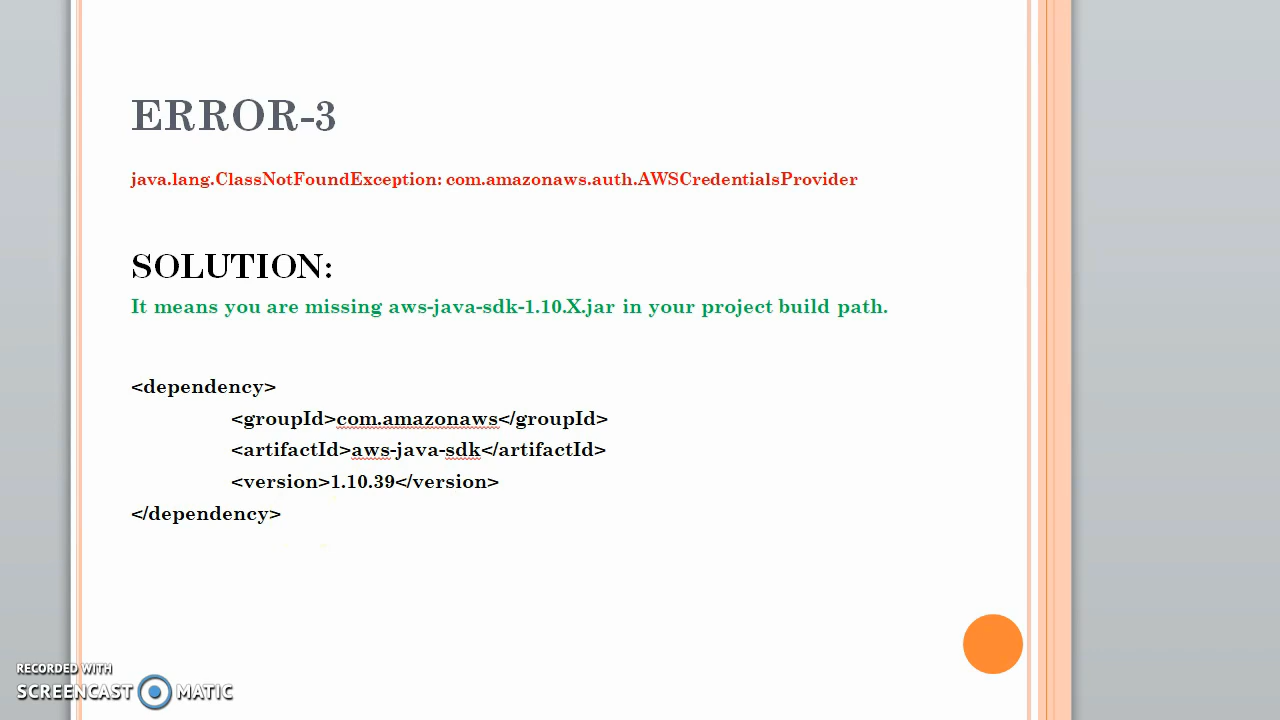 ERROR-3
java.lang.ClassNotFoundException: com.amazonaws.auth.AWSCredentialsProvider
SOLUTION:
It means you are missing aws-java-sdk-1.10.X.jar in your project build path.
<dependency>
<groupId>com.amazonaws</groupId>
<artifactId>aws-java-sdk</artifactId>
<version>1.10.39</version>
</dependency>
RECORDED WITH
SCREENCAST MATIC